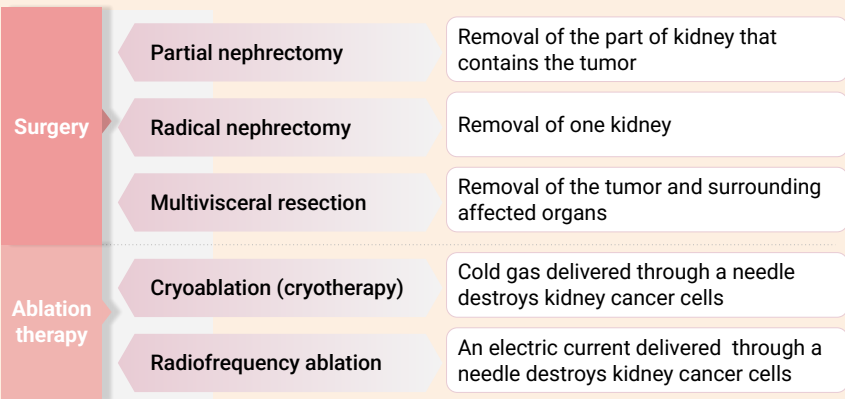 Surgery
Partial nephrectomy
Removal of the part of kidney that
contains the tumor
Radical nephrectomy
Removal of one kidney
Multivisceral resection
Removal of the tumor and surrounding
affected organs
Ablation
therapy
Cryoablation (cryotherapy)
Cold gas delivered through a needle
destroys kidney cancer cells
Radiofrequency ablation
An electric current delivered through a
needle destroys kidney cancer cells